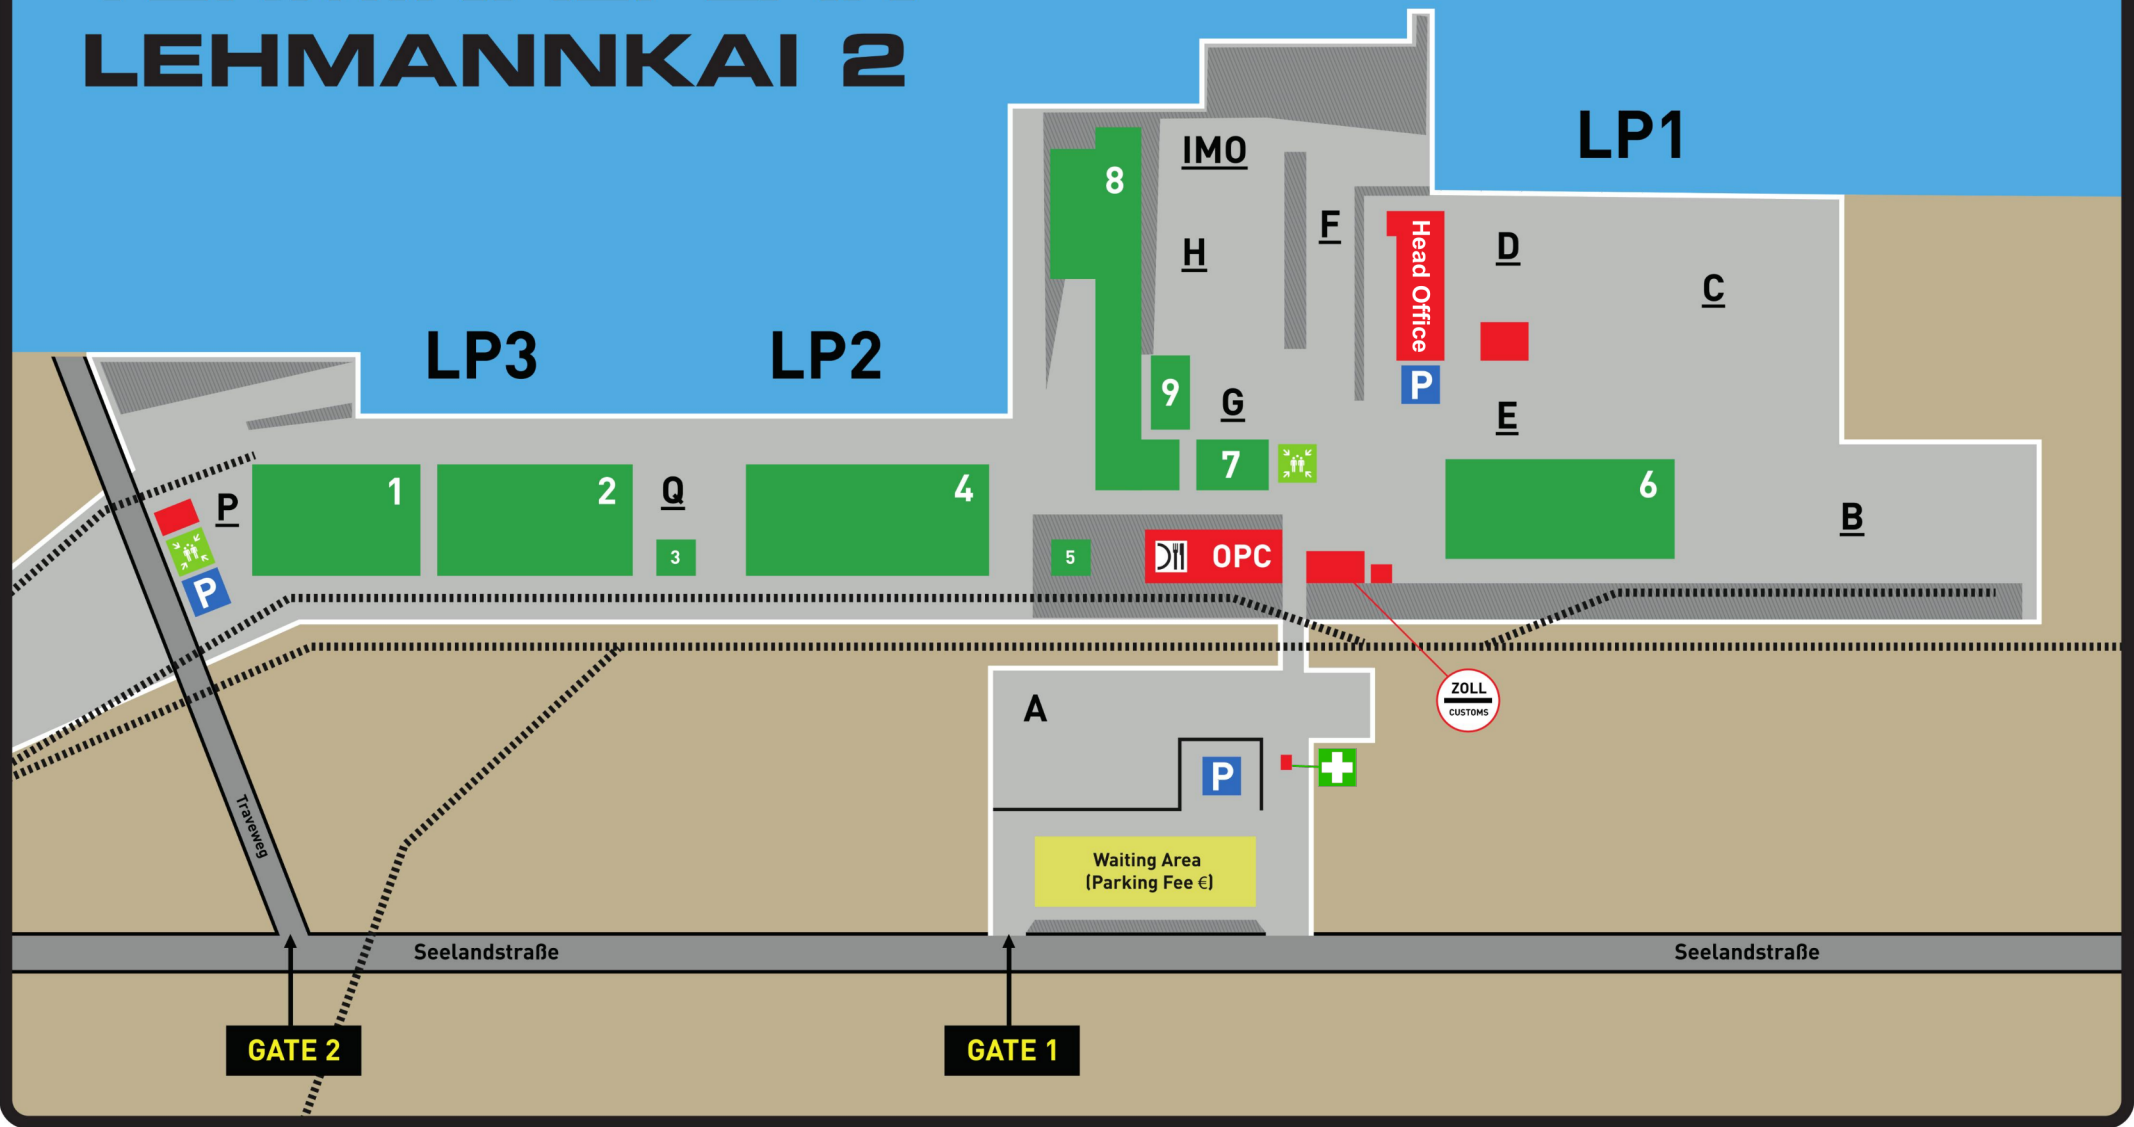 LEHMANNKAI 2
LP1
LP2
LP3
IMO
8
F
H
Head Office
D
C
P
9
G
E
7
6
1
2
Q
4
B
P
3
5
OPC
P
ZOLL
CUSTOMS
A
P
Traveweg
Waiting Area
(Parking Fee €)
Seelandstraße
Seelandstraße
GATE 2
GATE 1